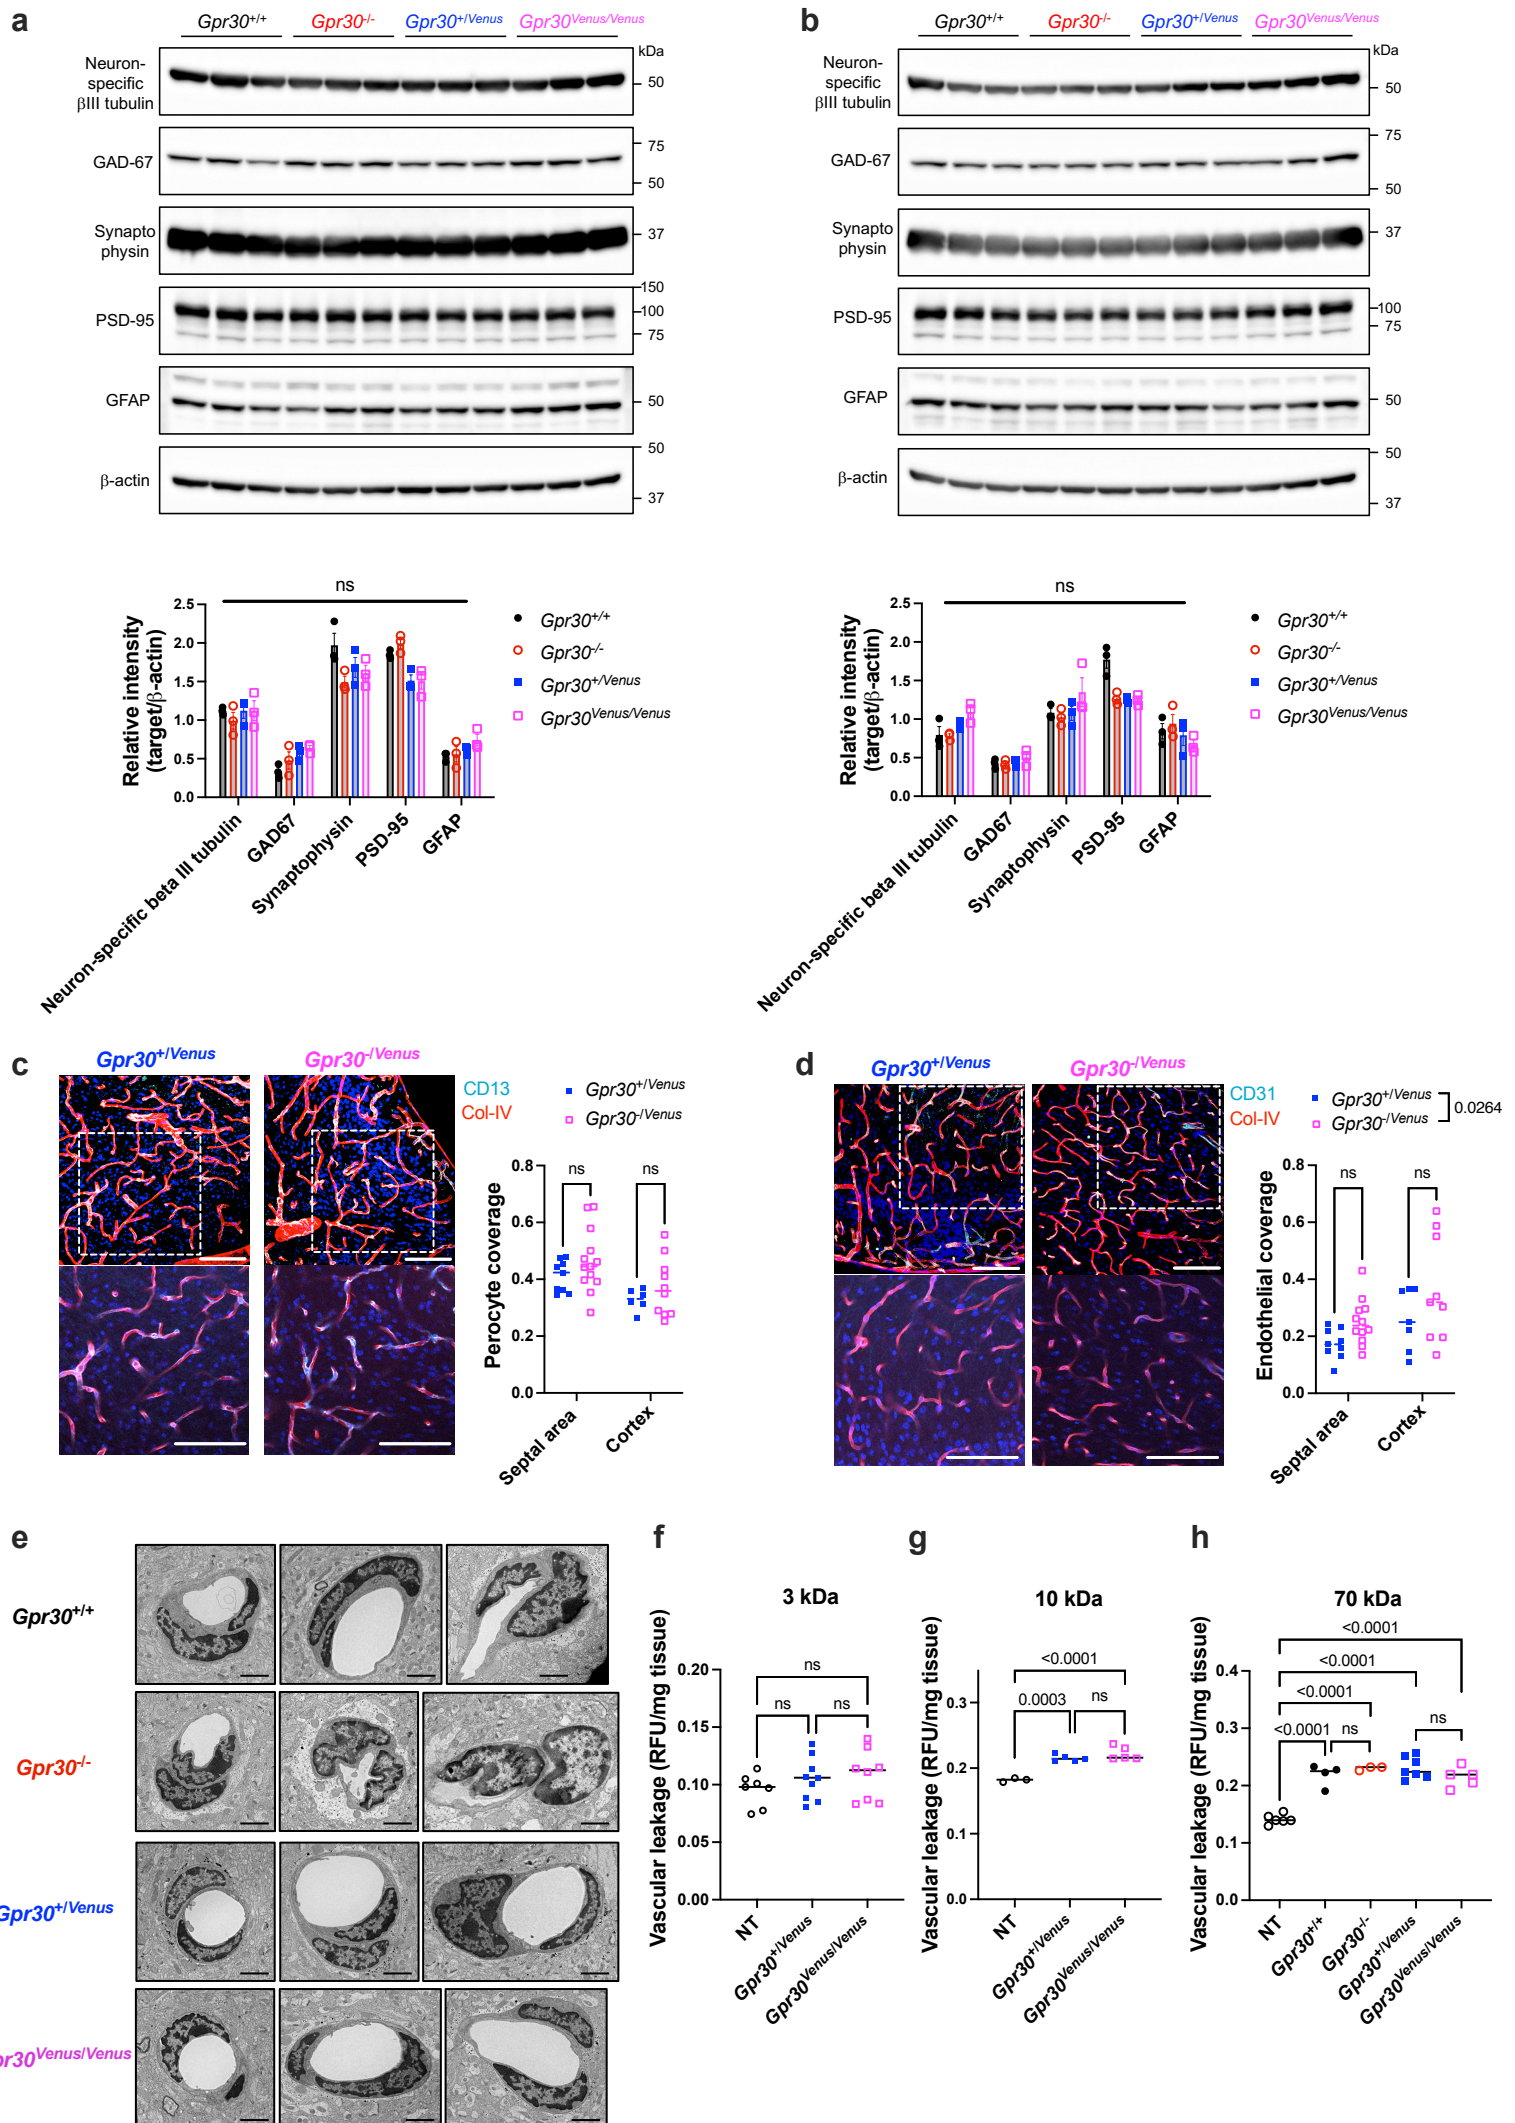 a
Gpr30+/+ Gpr30-/- Gpr30+/Venus Gpr30Venus/Venus
kDa
Neuron-
specific
βIII tubulin
50
GAD-67
75
50
Synapto
physin
37
PSD-95
150
100
75
GFAP
50
β-actin
50
37
ns
Relative intensity
(target/β-actin)
2.5
2.0
1.5
1.0
0.5
0.0
Neuron-specific beta III tubulin
GAD67
Synaptophysin
PSD-95
GFAP
Gpr30+/+
Gpr30-/-
Gpr30+/Venus
Gpr30Venus/Venus
b
Gpr30+/+ Gpr30-/- Gpr30+/Venus Gpr30Venus/Venus
kDa
Neuron-
specific
βIII tubulin
50
GAD-67
75
50
Synapto
physin
37
PSD-95
100
75
GFAP
50
β-actin
50
37
ns
Relative intensity
(target/β-actin)
2.5
2.0
1.5
1.0
0.5
0.0
Neuron-specific beta III tubulin
GAD67
Synaptophysin
PSD-95
GFAP
Gpr30+/+
Gpr30-/-
Gpr30+/Venus
Gpr30Venus/Venus
c
Gpr30+/Venus Gpr30-/Venus
CD13
Col-IV
Gpr30+/Venus
Gpr30-/Venus
Perocyte coverage
0.8
0.6
0.4
0.2
0.0
ns ns
Septal area
Cortex
d
Gpr30+/Venus Gpr30-/Venus
CD31
Col-IV
Gpr30+/Venus
Gpr30-/Venus
0.0264
Endothelial coverage
0.8
0.6
0.4
0.2
0.0
ns ns
Septal area
Cortex
e
Gpr30+/+
Gpr30-/-
Gpr30+/Venus
pr30Venus/Venus
f
3 kDa
Vascular leakage (RFU/mg tissue)
0.20
0.15
0.10
0.05
0.00
ns
ns ns
NT
Gpr30+/Venus
Gpr30Venus/Venus
g
10 kDa
Vascular leakage (RFU/mg tissue)
0.3
0.2
0.1
0.0
<0.0001
0.0003 ns
NT
Gpr30+/Venus
Gpr30Venus/Venus
h
70 kDa
Vascular leakage (RFU/mg tissue)
0.4
0.3
0.2
0.1
0.0
<0.0001
<0.0001
<0.0001
<0.0001 ns
ns
NT
Gpr30+/+
Gpr30-/-
Gpr30+/Venus
Gpr30Venus/Venus